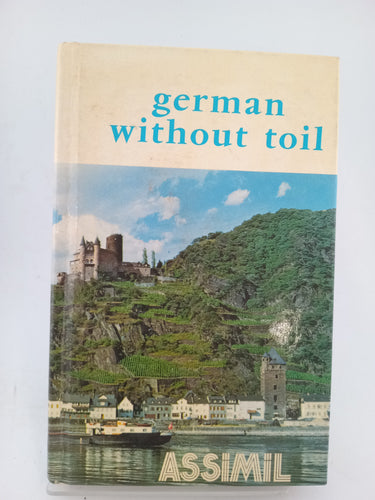 german
without toil
ASSIMIL